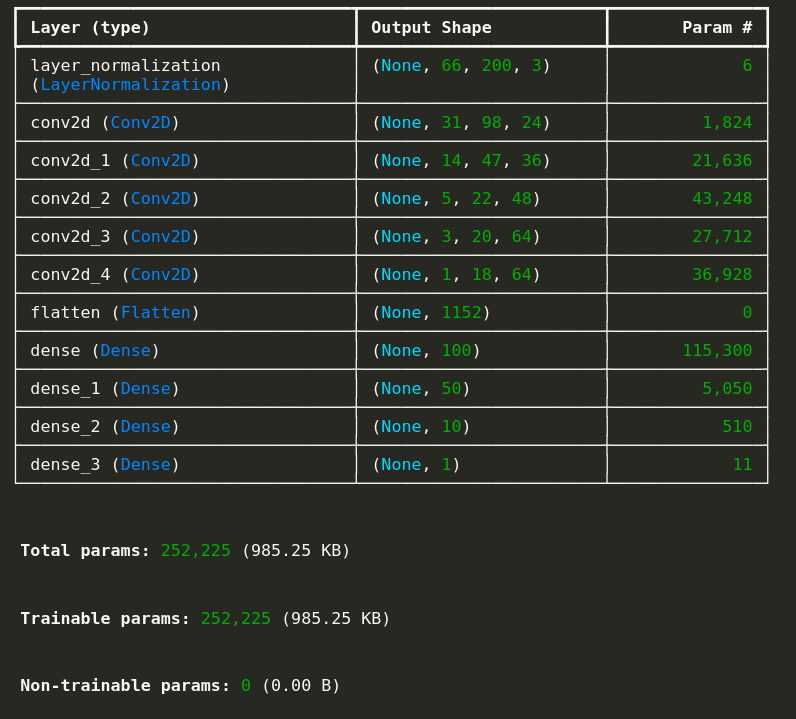 Layer (type) Output Shape Param #
layer_normalization (None, 66, 200, 3) 6
(LayerNormalization)
conv2d (Conv2D) (None, 31, 98, 24) 1,824
conv2d_1 (Conv2D) (None, 14, 47, 36) 21,636
conv2d_2 (Conv2D) (None, 5, 22, 48) 43,248
conv2d_3 (Conv2D) (None, 3, 20, 64) 27,712
conv2d_4 (Conv2D) (None, 1, 18, 64) 36,928
flatten (Flatten) (None, 1152) 0
dense (Dense) (None, 100) 115,300
dense_1 (Dense) (None, 50) 5,050
dense_2 (Dense) (None, 10) 510
dense_3 (Dense) (None, 1) 11
Total params: 252,225 (985.25 KB)
Trainable params: 252,225 (985.25 KB)
Non-trainable params: 0 (0.00 B)